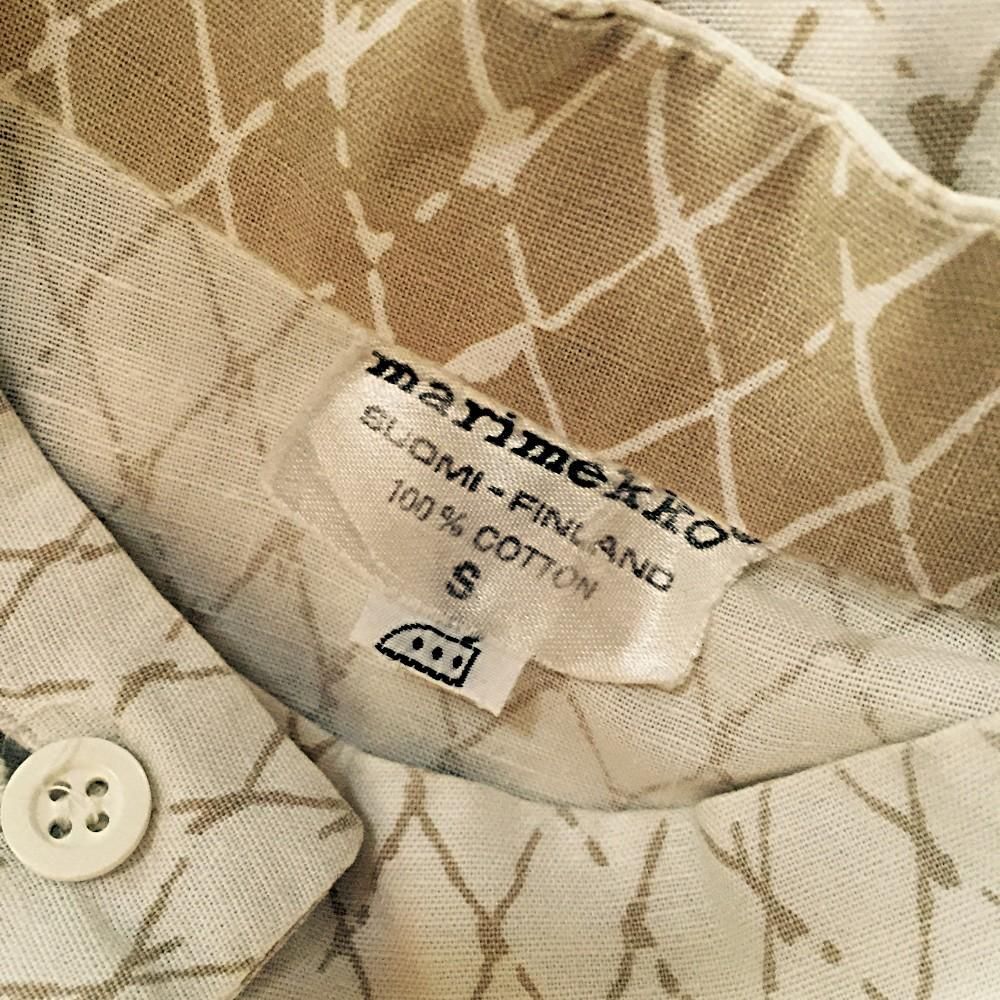 marimekko
SUOMI-FINLAND
100% COTTON
S